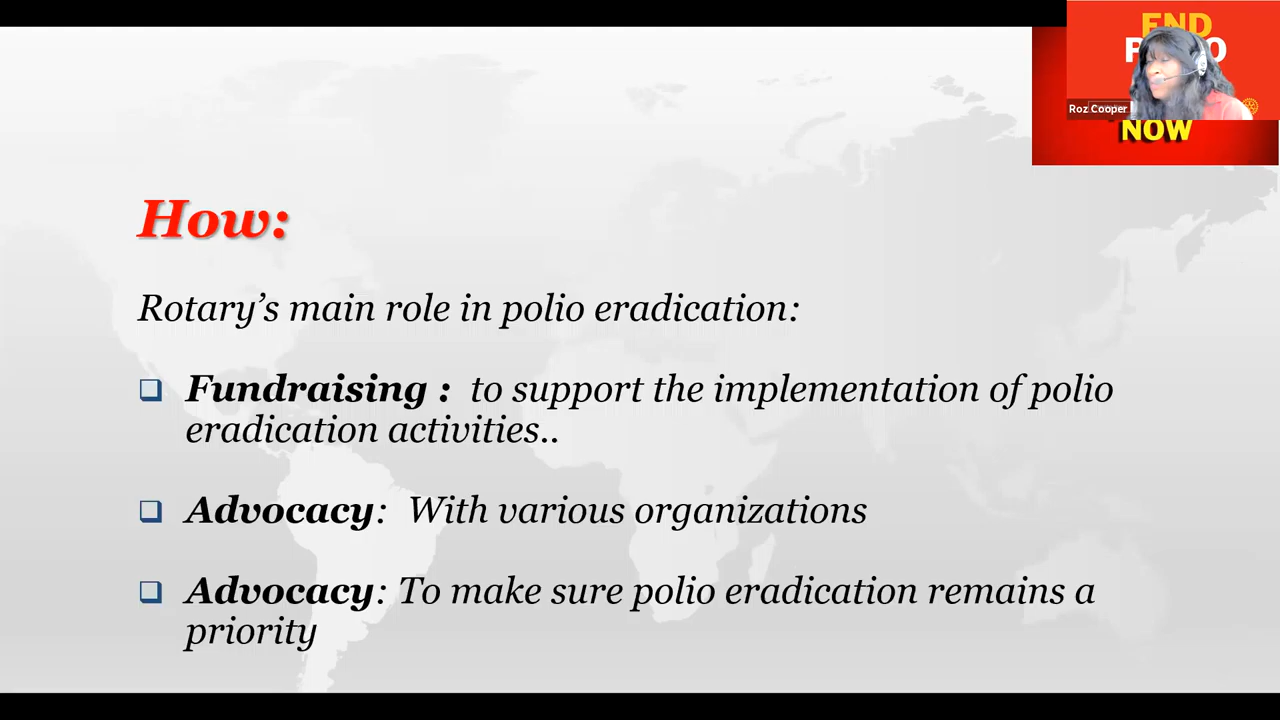 END
P O
Roz Cooper
NOW
How:
Rotary's main role in polio eradication:
Fundraising : to support the implementation of polio
eradication activities..
Advocacy: With various organizations
Advocacy: To make sure polio eradication remains a
priority